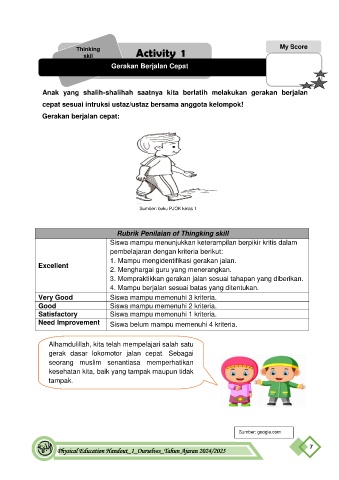 Thinking
skil
Activity 1
My Score
Gerakan Berjalan Cepat
Anak yang shalih-shalihah saatnya kita berlatih melakukan gerakan berjalan
cepat sesuai intruksi ustaz/ustaz bersama anggota kelompok!
Gerakan berjalan cepat:
Sumber: buku PJOK kelas 1
Rubrik Penilaian of Thingking skill
Excellent
Siswa mampu menunjukkan keterampilan berpikir kritis dalam
pembelajaran dengan kriteria berikut:
1. Mampu mengidentifikasi gerakan jalan.
2. Menghargai guru yang menerangkan.
3. Mempraktikkan gerakan jalan sesuai tahapan yang diberikan.
4. Mampu berjalan sesuai batas yang ditentukan.
Very Good Siswa mampu memenuhi 3 kriteria.
Good Siswa mampu memenuhi 2 kriteria.
Satisfactory Siswa mampu memenuhi 1 kriteria.
Need Improvement Siswa belum mampu memenuhi 4 kriteria.
Alhamdulillah, kita telah mempelajari salah satu
gerak dasar lokomotor jalan cepat. Sebagai
seorang muslim senantiasa memperhatikan
kesehatan kita, baik yang tampak maupun tidak
tampak.
Sumber: google.com
Physical Education Handout_1_Ourselves_Tahun Ajaran 2024/2025
7